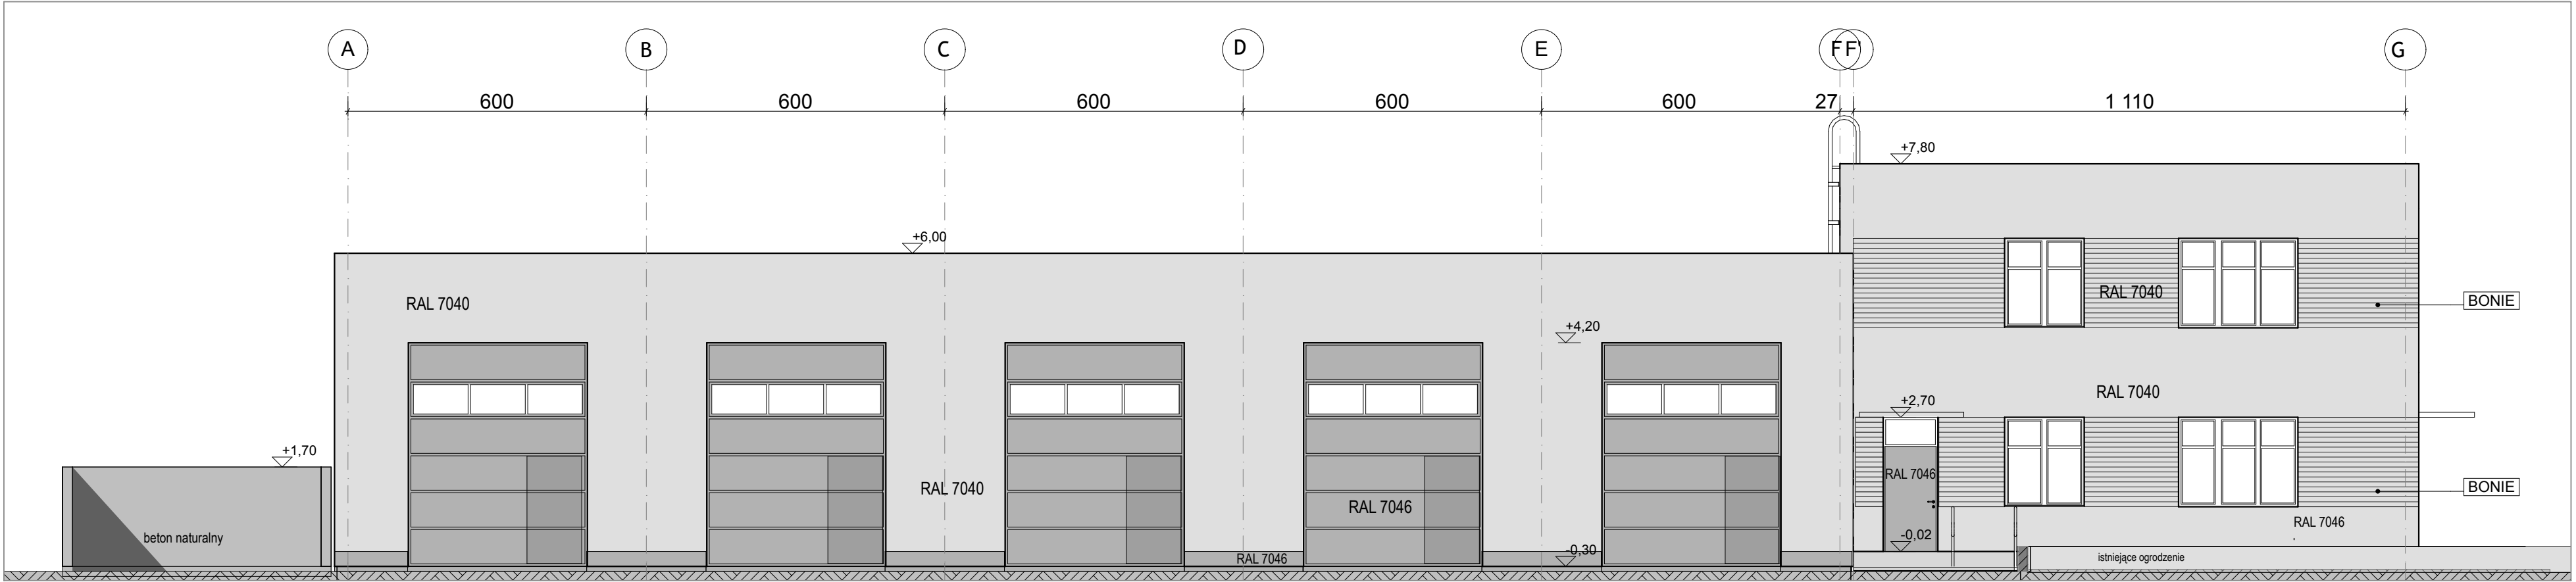 A
B
C
D
E
F
F'
G
600
600
600
600
600
27
1 110
+7,80
+6,00
RAL 7040
RAL 7040
BONIE
+4,20
RAL 7040
+2,70
+1,70
RAL 7046
RAL 7040
BONIE
RAL 7046
RAL 7046
beton naturalny
-0,02
-0,30
RAL 7046
istniejące ogrodzenie